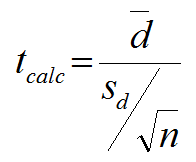 t_calc = d̅ / (s_d / √n)